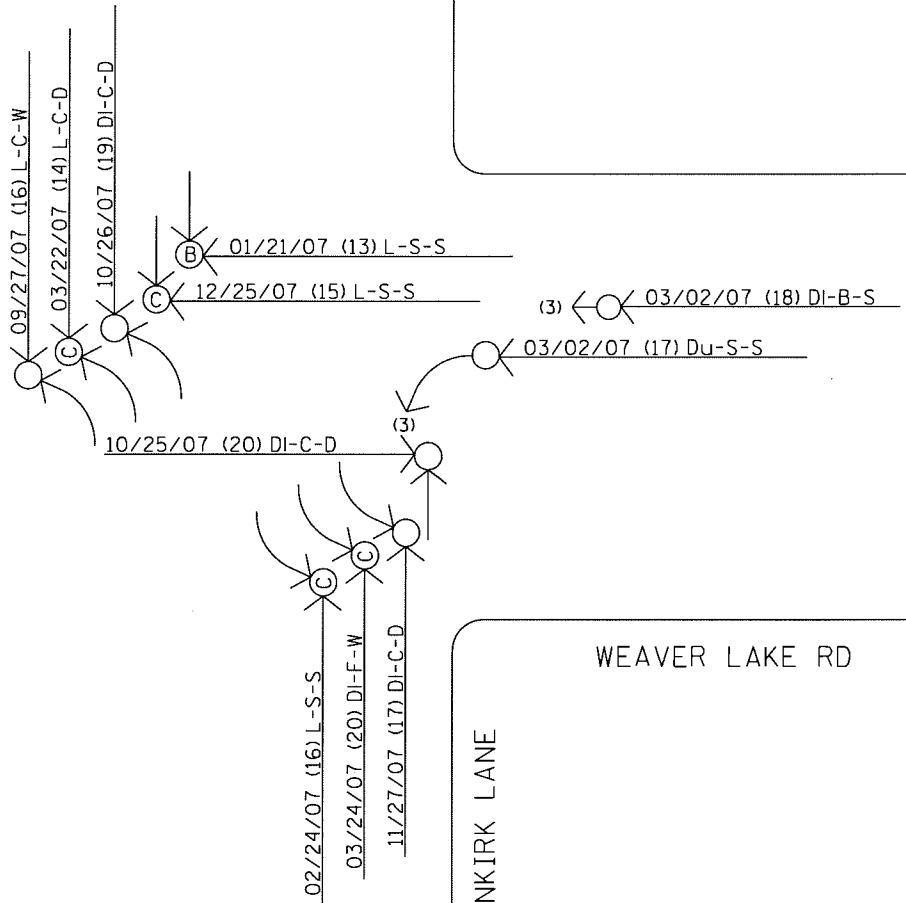 09/27/07 (16) L-C-W
03/22/07 (14) L-C-D
10/26/07 (19) DI-C-D
B
01/21/07 (13) L-S-S
C
12/25/07 (15) L-S-S
C
(3)
03/02/07 (18) DI-B-S
03/02/07 (17) Du-S-S
(3)
10/25/07 (20) DI-C-D
C
C
02/24/07 (16) L-S-S
03/24/07 (20) DI-F-W
11/27/07 (17) DI-C-D
WEAVER LAKE RD
NKIRK LANE